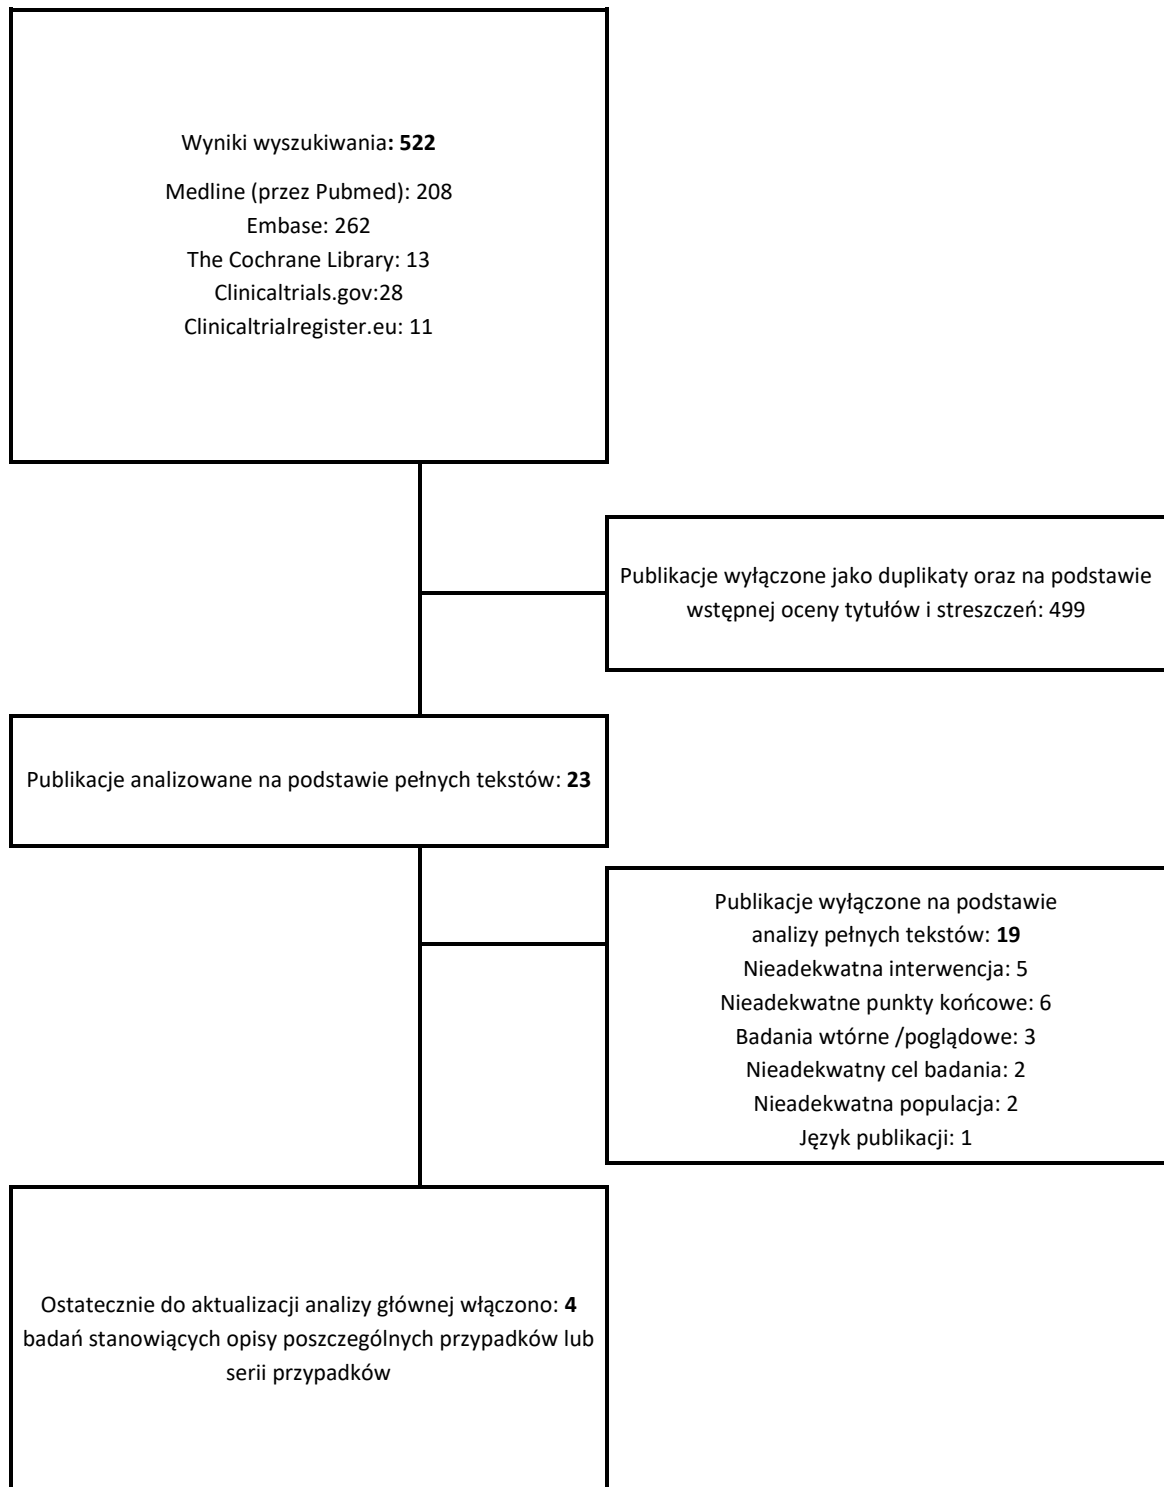 Wyniki wyszukiwania: 522
Medline (przez Pubmed): 208
Embase: 262
The Cochrane Library: 13
Clinicaltrials.gov:28
Clinicaltrialregister.eu: 11
Publikacje wyłączone jako duplikaty oraz na podstawie
wstępnej oceny tytułów i streszczeń: 499
Publikacje analizowane na podstawie pełnych tekstów: 23
Publikacje wyłączone na podstawie
analizy pełnych tekstów: 19
Nieadekwatna interwencja: 5
Nieadekwatne punkty końcowe: 6
Badania wtórne /poglądowe: 3
Nieadekwatny cel badania: 2
Nieadekwatna populacja: 2
Język publikacji: 1
Ostatecznie do aktualizacji analizy głównej włączono: 4
badań stanowiących opisy poszczególnych przypadków lub
serii przypadków